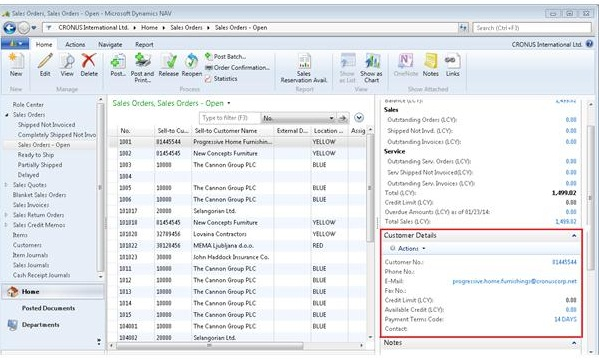 Sales Orders, Sales Orders - Open - Microsoft Dynamics NAV
CRONUS International Ltd. Home Sales Orders Sales Orders - Open
Search (Ctrl+F3)
Home Actions Navigate Report
CRONUS International Ltd.
New Edit View Delete Post... Post and Print... Release Reopen
Post Batch...
Order Confirmation...
Statistics
Sales Reservation Avail.
Show as List Show as Chart OneNote Notes Links
New Manage Process Report View Show Attached
Role Center
Sales Orders
Shipped Not Invoiced
Completely Shipped Not Invo
Sales Orders - Open
Ready to Ship
Partially Shipped
Delayed
Sales Quotes
Blanket Sales Orders
Sales Invoices
Sales Return Orders
Sales Credit Memos
Items
Customers
Item Journals
Sales Journals
Cash Receipt Journals
Home
Posted Documents
Departments
Sales Orders, Sales Orders - Open
Type to filter (F3) No.
No. Sell-to Cu... Sell-to Customer Name External D... Location ... Assig
1001 01445544 Progressive Home Furnishin... YELLOW
1002 01454545 New Concepts Furniture YELLOW
1003 10000 The Cannon Group PLC BLUE
1004
1005 10000 The Cannon Group PLC BLUE
1006 10000 The Cannon Group PLC BLUE
101017 20000 Selangorian Ltd.
01454545 New Concepts Furniture YELLOW
32789456 Lovaina Contractors YELLOW
30128456 MEMA Ljubljana d.o.o. RED
101023 30000 John Haddock Insurance Co.
1011 10000 The Cannon Group PLC BLUE
1012 10000 The Cannon Group PLC BLUE
1013 10000 The Cannon Group PLC BLUE
1014 10000 The Cannon Group PLC BLUE
1015 10000 The Cannon Group PLC BLUE
104001 10000 The Cannon Group PLC BLUE
104002 20000 Selangorian Ltd.
Balance (LCY): 1,499.02
Sales
Outstanding Orders (LCY): 0.00
Shipped Not Invd. (LCY): 0.00
Outstanding Invoices (LCY): 0.00
Service
Outstanding Serv. Orders (LCY): 0.00
Serv Shipped Not Invoiced(LCY): 0.00
Outstanding Serv. Invoices (LCY): 0.00
Total (LCY): 1,499.02
Credit Limit (LCY): 0.00
Overdue Amounts (LCY) as of 01/23/14: 0.00
Total Sales (LCY): 1,499.02
Customer Details
Actions
Customer No.: 01445544
Phone No.:
E-Mail: progressive.home.furnishings@cronuscorp.net
Fax No.:
Credit Limit (LCY): 0.00
Available Credit (LCY): 0.00
Payment Terms Code: 14 DAYS
Contact:
Notes